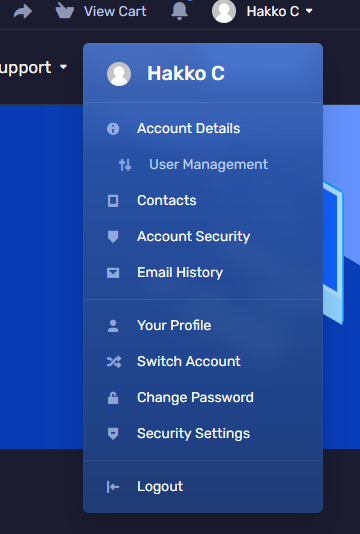 View Cart
Hakko C
upport
Hakko C
Account Details
User Management
Contacts
Account Security
Email History
Your Profile
Switch Account
Change Password
Security Settings
Logout